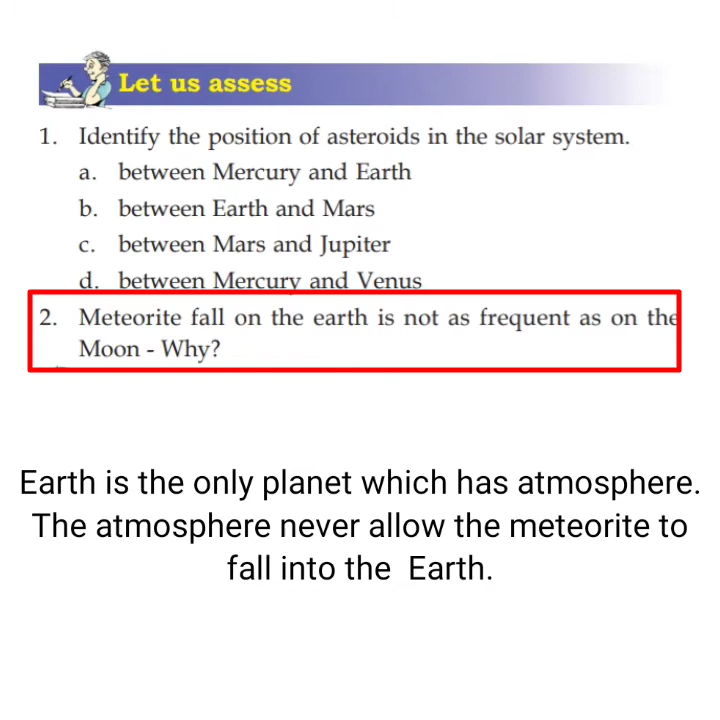 Let us assess
1. Identify the position of asteroids in the solar system.
a. between Mercury and Earth
b. between Earth and Mars
c. between Mars and Jupiter
d. between Mercury and Venus
2. Meteorite fall on the earth is not as frequent as on the
Moon - Why?
Earth is the only planet which has atmosphere.
The atmosphere never allow the meteorite to
fall into the Earth.